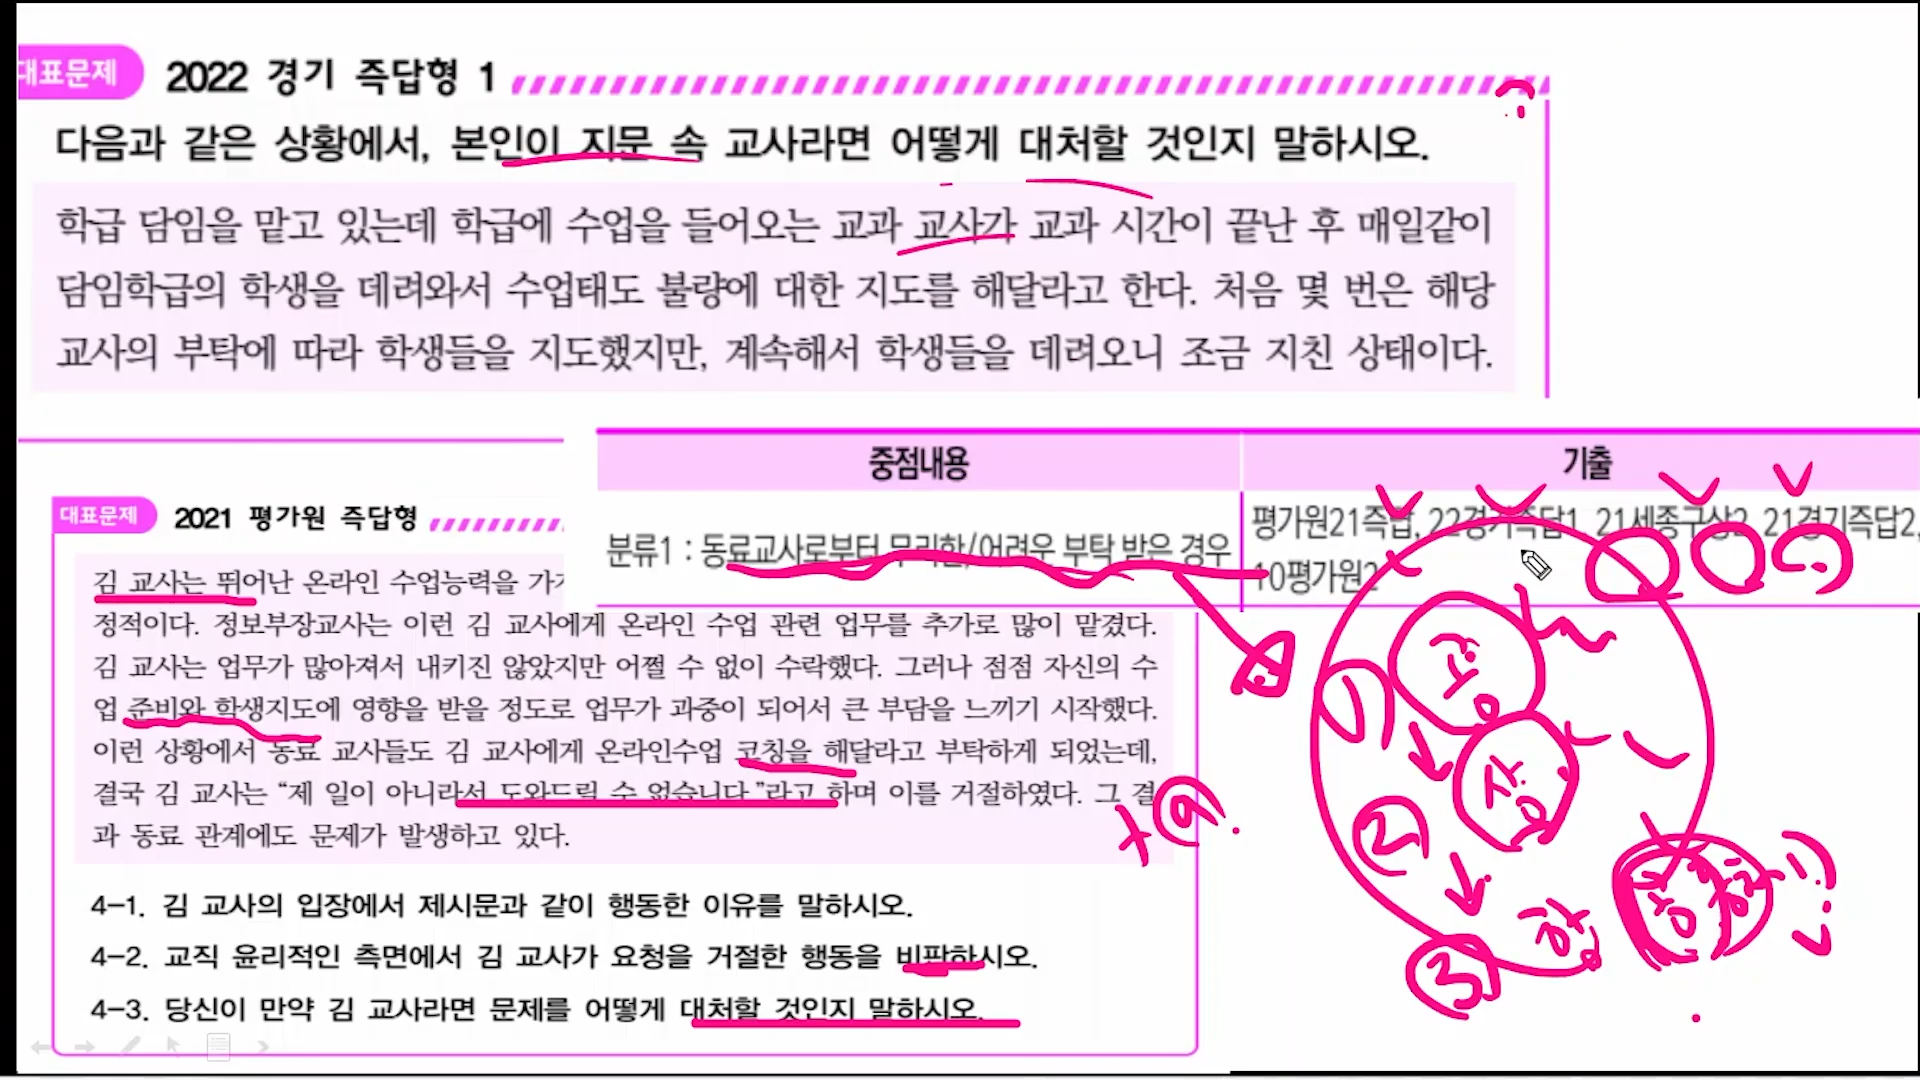 대표문제 2022 경기 즉답형 1
다음과 같은 상황에서, 본인이 지문 속 교사라면 어떻게 대처할 것인지 말하시오.
학급 담임을 맡고 있는데 학급에 수업을 들어오는 교과 교사가 교과 시간이 끝난 후 매일같이
담임학급의 학생을 데려와서 수업태도 불량에 대한 지도를 해달라고 한다. 처음 몇 번은 해당
교사의 부탁에 따라 학생들을 지도했지만, 계속해서 학생들을 데려오니 조금 지친 상태이다.
중점내용 기출
분류1 : 동료교사로부터 무리한/어려운 부탁 받은 경우
평가원21즉답, 22경기즉답1, 21세종구상2, 21경기즉답2,
10평가원2
대표문제 2021 평가원 즉답형
김 교사는 뛰어난 온라인 수업능력을
정적이다. 정보부장교사는 이런 김 교사에게 온라인 수업 관련 업무를 추가로 많이 맡겼다.
김 교사는 업무가 많아져서 내키진 않았지만 어쩔 수 없이 수락했다. 그러나 점점 자신의 수
업 준비와 학생지도에 영향을 받을 정도로 업무가 과중이 되어서 큰 부담을 느끼기 시작했다.
이런 상황에서 동료 교사들도 김 교사에게 온라인수업 코칭을 해달라고 부탁하게 되었는데,
결국 김 교사는 “제 일이 아니라서 도와드릴 수 없습니다.”라고 하며 이를 거절하였다. 그 결
과 동료 관계에도 문제가 발생하고 있다.
4-1. 김 교사의 입장에서 제시문과 같이 행동한 이유를 말하시오.
4-2. 교직 윤리적인 측면에서 김 교사가 요청을 거절한 행동을 비판하시오.
4-3. 당신이 만약 김 교사라면 문제를 어떻게 대처할 것인지 말하시오.
1
공
2
상
3